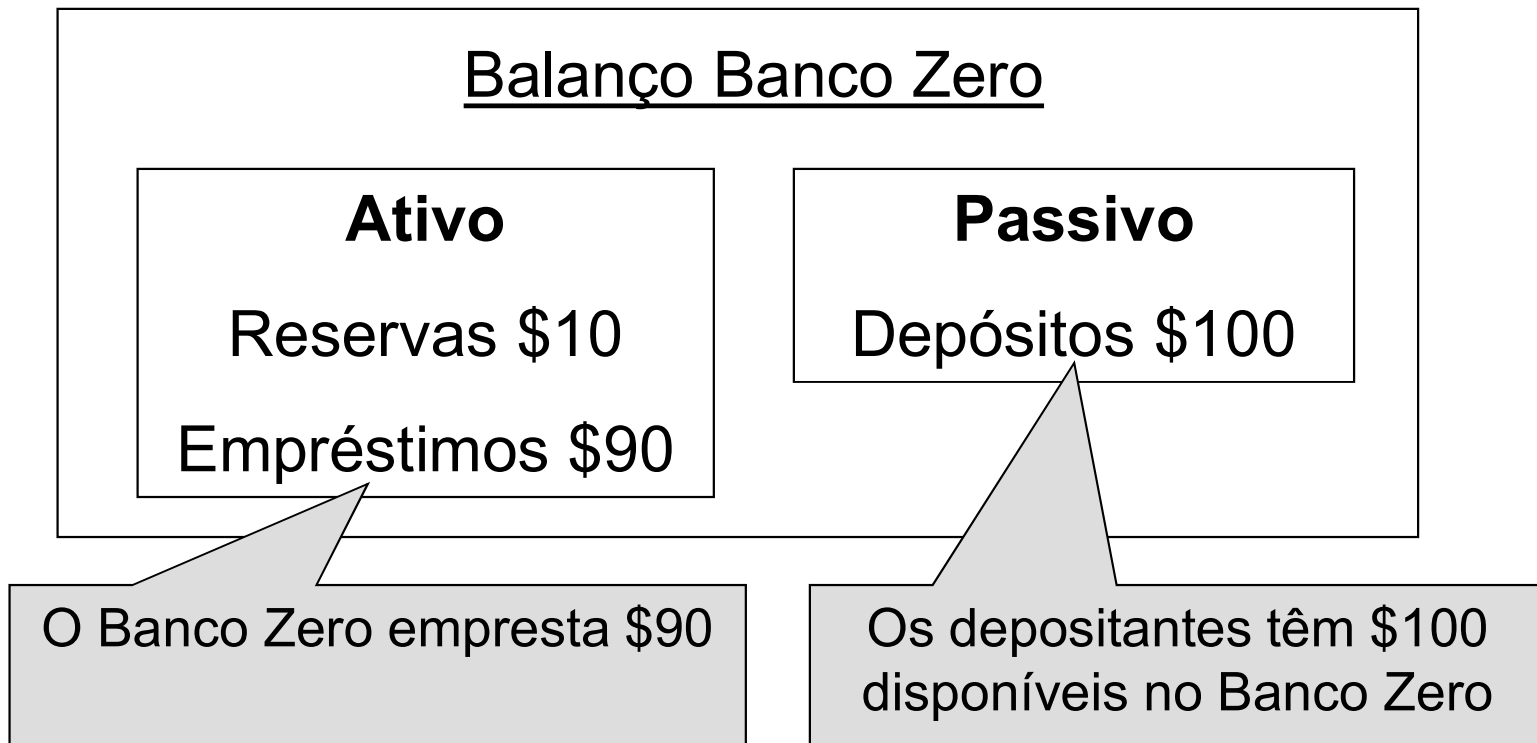 Balanço Banco Zero
Ativo
Reservas $10
Empréstimos $90
Passivo
Depósitos $100
O Banco Zero empresta $90
Os depositantes têm $100
disponíveis no Banco Zero